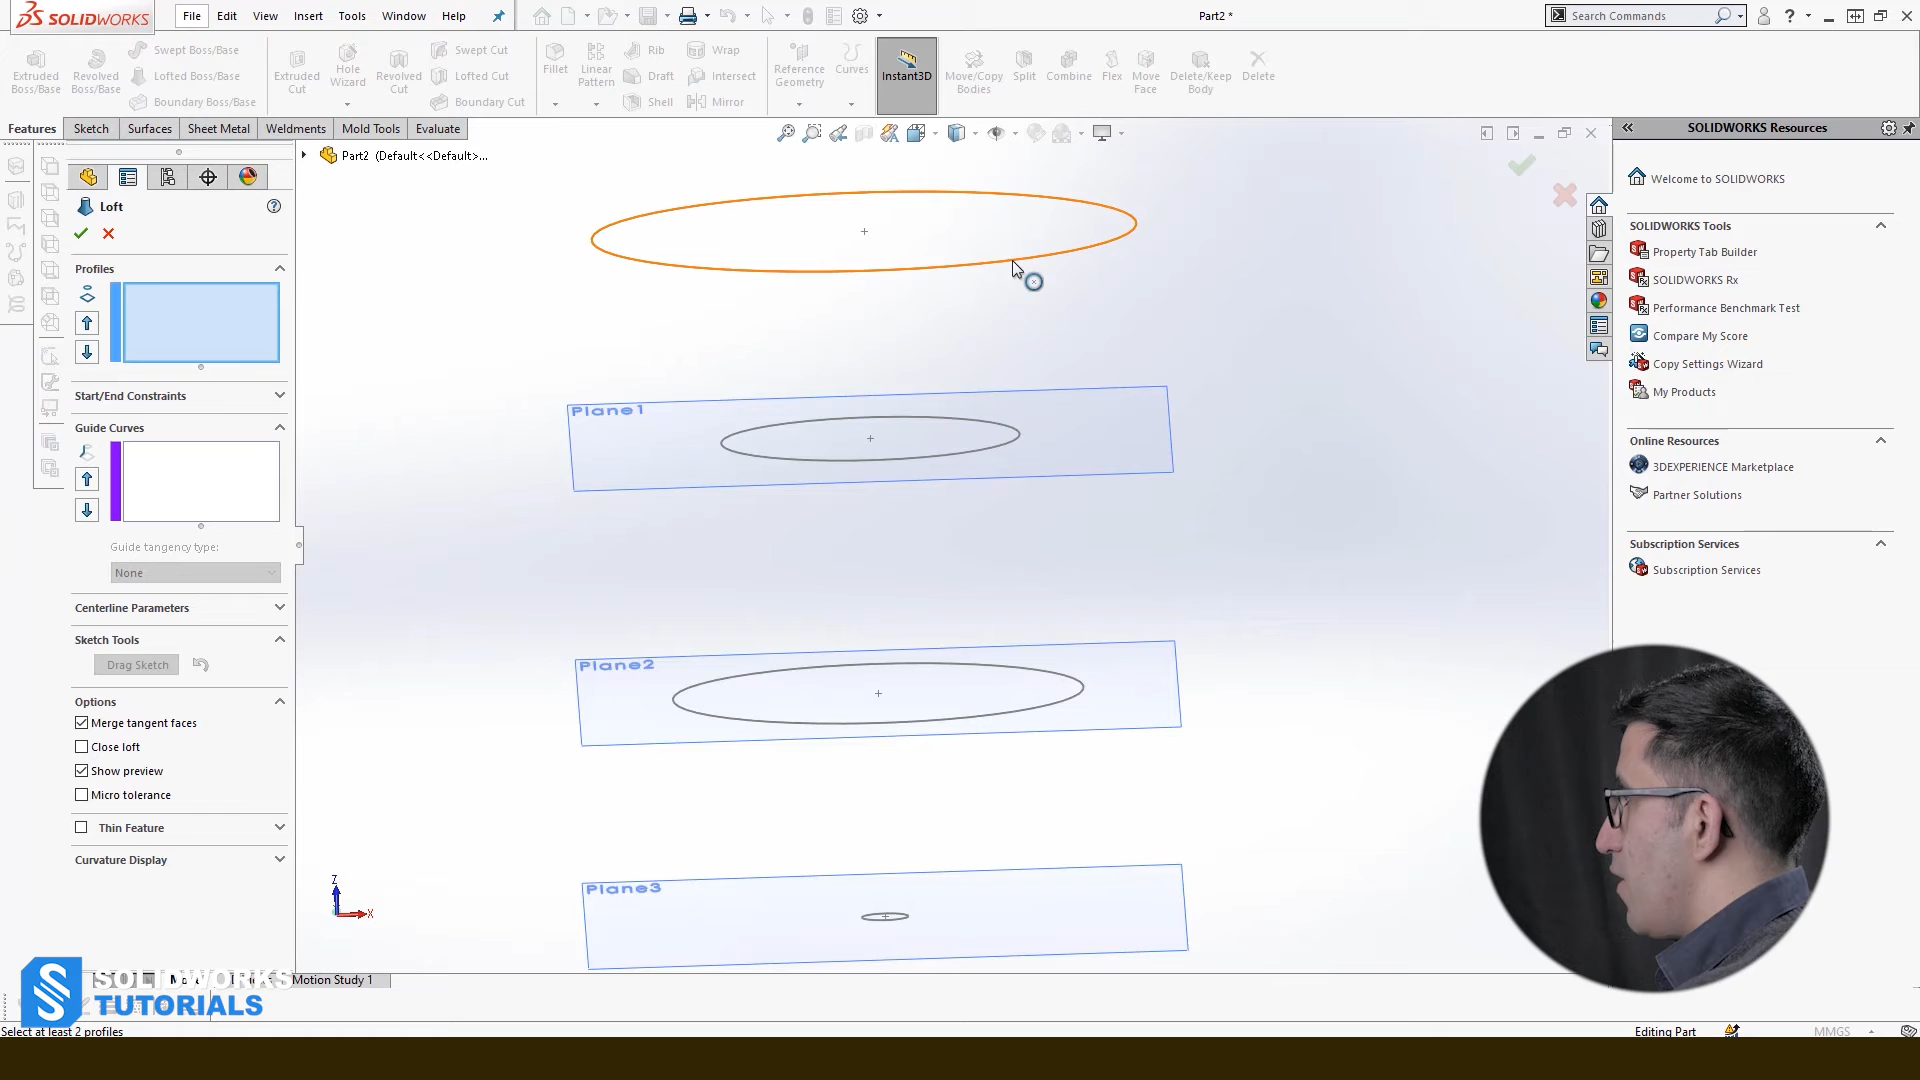 SOLIDWORKS
File Edit View Insert Tools Window Help
Part2 *
Search Commands
Extruded Boss/Base
Revolved Boss/Base
Swept Boss/Base
Lofted Boss/Base
Boundary Boss/Base
Extruded Cut
Hole Wizard
Revolved Cut
Swept Cut
Lofted Cut
Boundary Cut
Fillet
Linear Pattern
Rib
Draft
Shell
Wrap
Intersect
Mirror
Reference Geometry
Curves
Instant3D
Move/Copy Bodies
Split
Combine
Flex
Move Face
Delete/Keep Body
Delete
Features Sketch Surfaces Sheet Metal Weldments Mold Tools Evaluate
Part2 (Default<<Default>...
Loft
Profiles
Start/End Constraints
Guide Curves
Guide tangency type:
None
Centerline Parameters
Sketch Tools
Drag Sketch
Options
Merge tangent faces
Close loft
Show preview
Micro tolerance
Thin Feature
Curvature Display
Plane1
Plane2
Plane3
Z
X
SOLIDWORKS Resources
Welcome to SOLIDWORKS
SOLIDWORKS Tools
Property Tab Builder
SOLIDWORKS Rx
Performance Benchmark Test
Compare My Score
Copy Settings Wizard
My Products
Online Resources
3DEXPERIENCE Marketplace
Partner Solutions
Subscription Services
Subscription Services
SOLIDWORKS
TUTORIALS
Motion Study 1
Select at least 2 profiles
Editing Part
MMGS